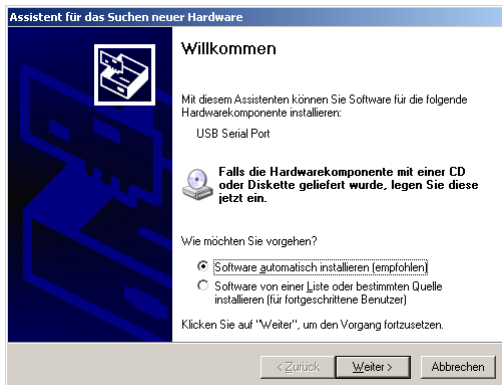 Assistent für das Suchen neuer Hardware
Willkommen
Mit diesem Assistenten können Sie Software für die folgende
Hardwarekomponente installieren:
USB Serial Port
Falls die Hardwarekomponente mit einer CD
oder Diskette geliefert wurde, legen Sie diese
jetzt ein.
Wie möchten Sie vorgehen?
Software automatisch installieren (empfohlen)
Software von einer Liste oder bestimmten Quelle
installieren (für fortgeschrittene Benutzer)
Klicken Sie auf "Weiter", um den Vorgang fortzusetzen.
< Zurück Weiter > Abbrechen